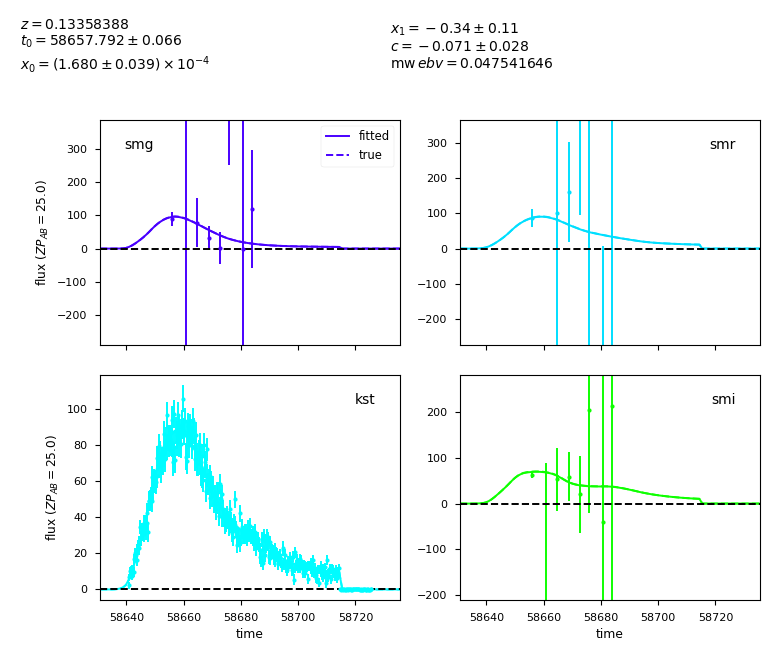 z = 0.13358388
t₀ = 58657.792 ± 0.066
x₀ = (1.680 ± 0.039) × 10⁻⁴
x₁ = −0.34 ± 0.11
c = −0.071 ± 0.028
mw ebv = 0.047541646
smg
fitted
true
flux (ZP_AB = 25.0)
300
200
100
0
−100
−200
smr
300
200
100
0
−100
−200
kst
flux (ZP_AB = 25.0)
100
80
60
40
20
0
58640 58660 58680 58700 58720
time
smi
200
100
0
−100
−200
58640 58660 58680 58700 58720
time